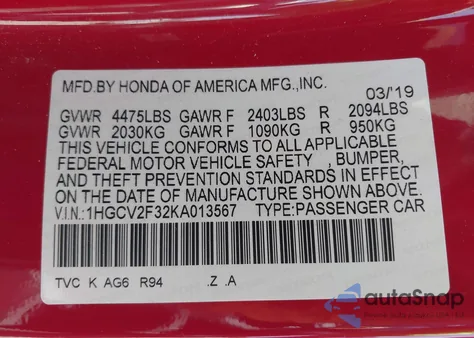 MFD.BY HONDA OF AMERICA MFG.,INC. 03/'19
GVWR 4475LBS GAWR F 2403LBS R 2094LBS
GVWR 2030KG GAWR F 1090KG R 950KG
THIS VEHICLE CONFORMS TO ALL APPLICABLE
FEDERAL MOTOR VEHICLE SAFETY , BUMPER,
AND THEFT PREVENTION STANDARDS IN EFFECT
ON THE DATE OF MANUFACTURE SHOWN ABOVE.
V.I.N.:1HGCV2F32KA013567 TYPE:PASSENGER CAR
TVC K AG6 R94 .Z .A
autoSnap